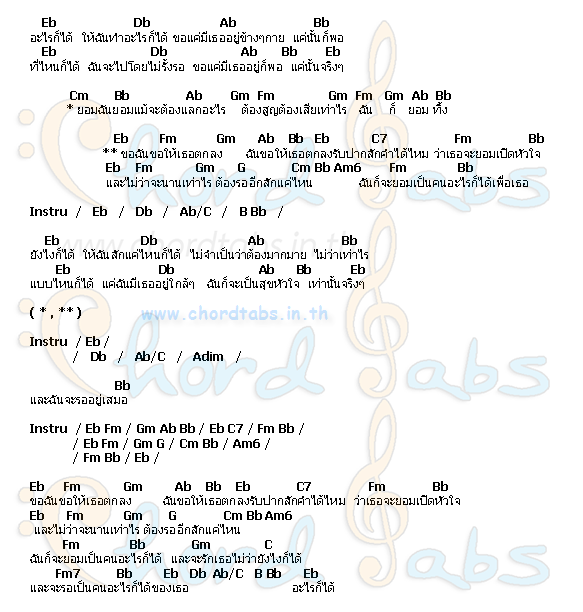 Eb Db Ab Bb
อะไรก็ได้ ให้ฉันทำอะไรก็ได้ ขอแค่มีเธออยู่ข้างๆกาย แค่นั้นก็พอ
Eb Db Ab Bb Eb
ที่ไหนก็ได้ ฉันจะไปโดยไม่รั้งรอ ขอแค่มีเธออยู่ก็พอ แค่นั้นจริงๆ
Cm Bb Ab Gm Fm Gm Fm Gm Ab Bb
* ยอมฉันยอมแม้จะต้องแลกอะไร ต้องสูญต้องเสียเท่าไร ฉัน ก็ ยอม ทิ้ง
Eb Fm Gm Ab Bb Eb C7 Fm Bb
** ขอฉันขอให้เธอตกลง ฉันขอให้เธอตกลงรับปากสักคำได้ไหม ว่าเธอจะยอมเปิดหัวใจ
Eb Fm Gm G Cm Bb Am6 Fm Bb
และไม่ว่าจะนานเท่าไร ต้องรออีกสักแค่ไหน ฉันก็จะยอมเป็นคนอะไรก็ได้เพื่อเธอ
Instru / Eb / Db / Ab/C / B Bb /
Eb Db Ab Bb
ยังไงก็ได้ ให้ฉันสักแค่ไหนก็ได้ ไม่จำเป็นว่าต้องมากมาย ไม่ว่าเท่าไร
Eb Db Ab Bb Eb
แบบไหนก็ได้ แค่ฉันมีเธออยู่ใกล้ๆ ฉันก็จะเป็นสุขหัวใจ เท่านั้นจริงๆ
www.chordtabs.in.th
( * , ** )
Instru / Eb /
/ Db / Ab/C / Adim /
Bb
และฉันจะรออยู่เสมอ
Instru / Eb Fm / Gm Ab Bb / Eb C7 / Fm Bb /
/ Eb Fm / Gm G / Cm Bb / Am6 /
/ Fm Bb / Eb /
Eb Fm Gm Ab Bb Eb C7 Fm Bb
ขอฉันขอให้เธอตกลง ฉันขอให้เธอตกลงรับปากสักคำได้ไหม ว่าเธอจะยอมเปิดหัวใจ
Eb Fm Gm G Cm Bb Am6
และไม่ว่าจะนานเท่าไร ต้องรออีกสักแค่ไหน
Fm Bb Gm C
ฉันก็จะยอมเป็นคนอะไรก็ได้ และจะรักเธอไม่ว่ายังไงก็ได้
Fm7 Bb Eb Db Ab/C B Bb Eb
และจะรอเป็นคนอะไรก็ได้ของเธอ อะไรก็ได้